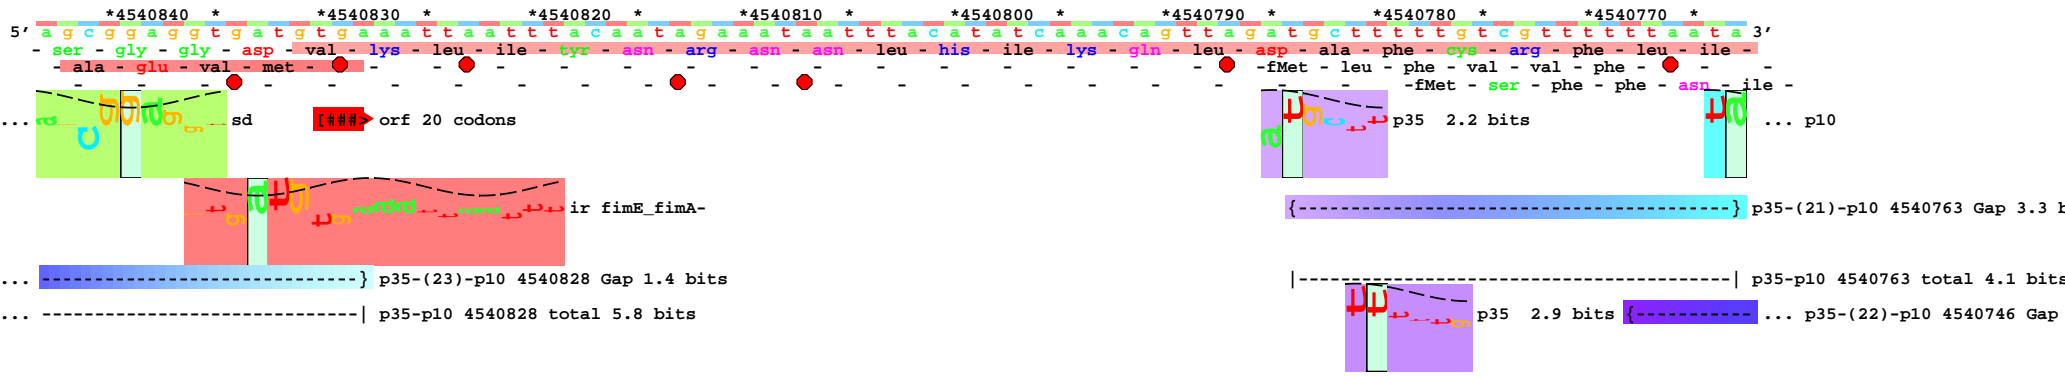 *4540840 * *4540830 * *4540820 * *4540810 * *4540800 * *4540790 * *4540780 * *4540770 *
5' a g c g g a g g t g a t g t g a a a t t a a t t t a c a a t a g a a a t a a t t t a c a t a t c a a a c a g t t a g a t g c t t t t t g t c g t t t t t t a a t a 3'
- ser - gly - gly - asp - val - lys - leu - ile - tyr - asn - arg - asn - asn - leu - his - ile - lys - gln - leu - asp - ala - phe - cys - arg - phe - leu - ile -
- ala - glu - val - met - - - - - - - - - - - - - - -fMet - leu - phe - val - val - phe - - -
- - - - - - - - - - - - - - - - - - -fMet - ser - phe - phe - asn - ile -
... sd [###> orf 20 codons p35 2.2 bits ... p10
ir fimE_fimA-
{---------------------} p35-(21)-p10 4540763 Gap 3.3 b
... ------------------------------} p35-(23)-p10 4540828 Gap 1.4 bits |-----------------------------------------| p35-p10 4540763 total 4.1 bits
... ------------------------------| p35-p10 4540828 total 5.8 bits p35 2.9 bits {----------- ... p35-(22)-p10 4540746 Gap